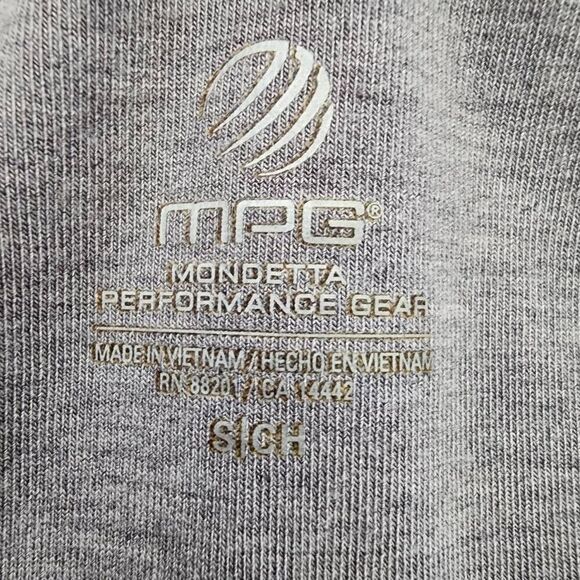 MPG®
MONDETTA
PERFORMANCE GEAR
MADE IN VIETNAM / HECHO EN VIETNAM
RN 88201 / CA 14442
S|CH